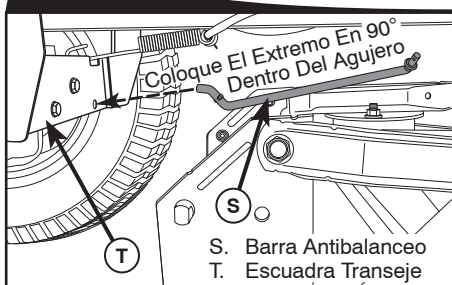 Coloque El Extremo En 90°
Dentro Del Agujero
S
T
S. Barra Antibalanceo
T. Escuadra Transeje